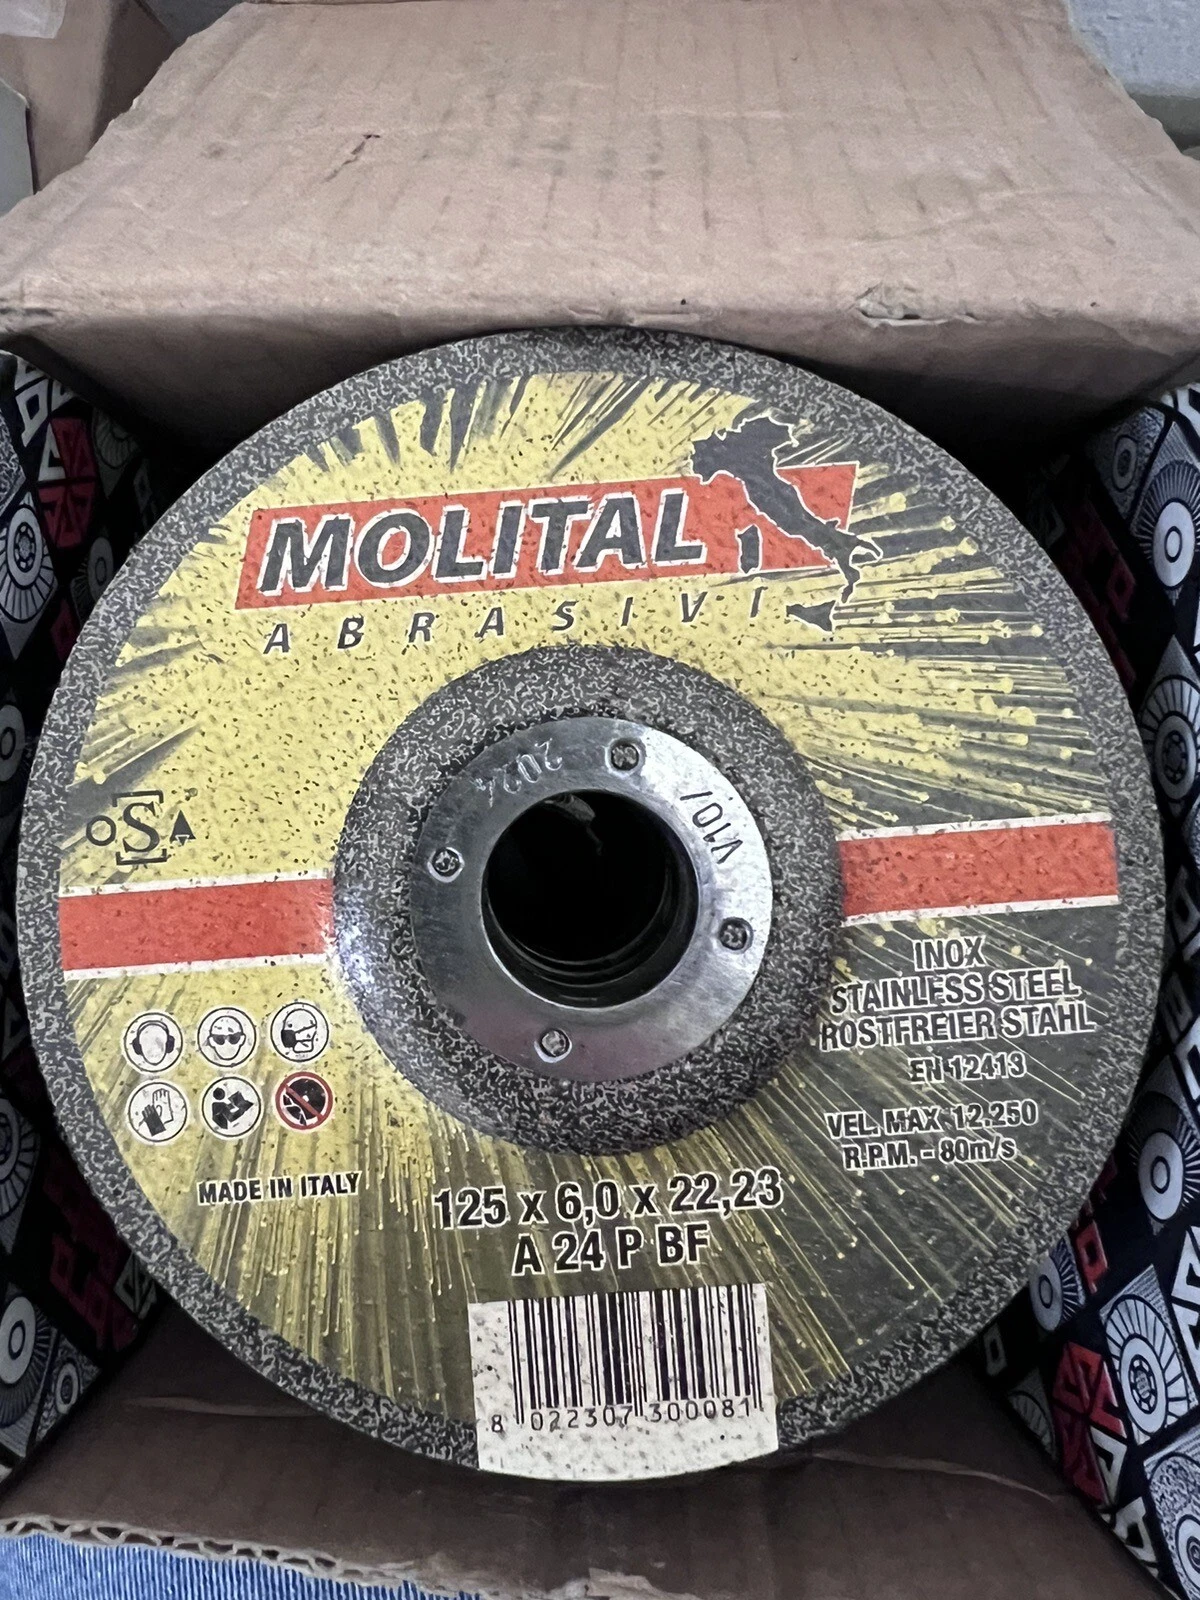 MOLITAL
ABRASIVI
2024
V107
oSA
INOX
STAINLESS STEEL
ROSTFREIER STAHL
EN 12413
VEL. MAX 12.250
R.P.M. - 80m/s
MADE IN ITALY
125 x 6,0 x 22,23
A 24 P BF
8 022307 300081